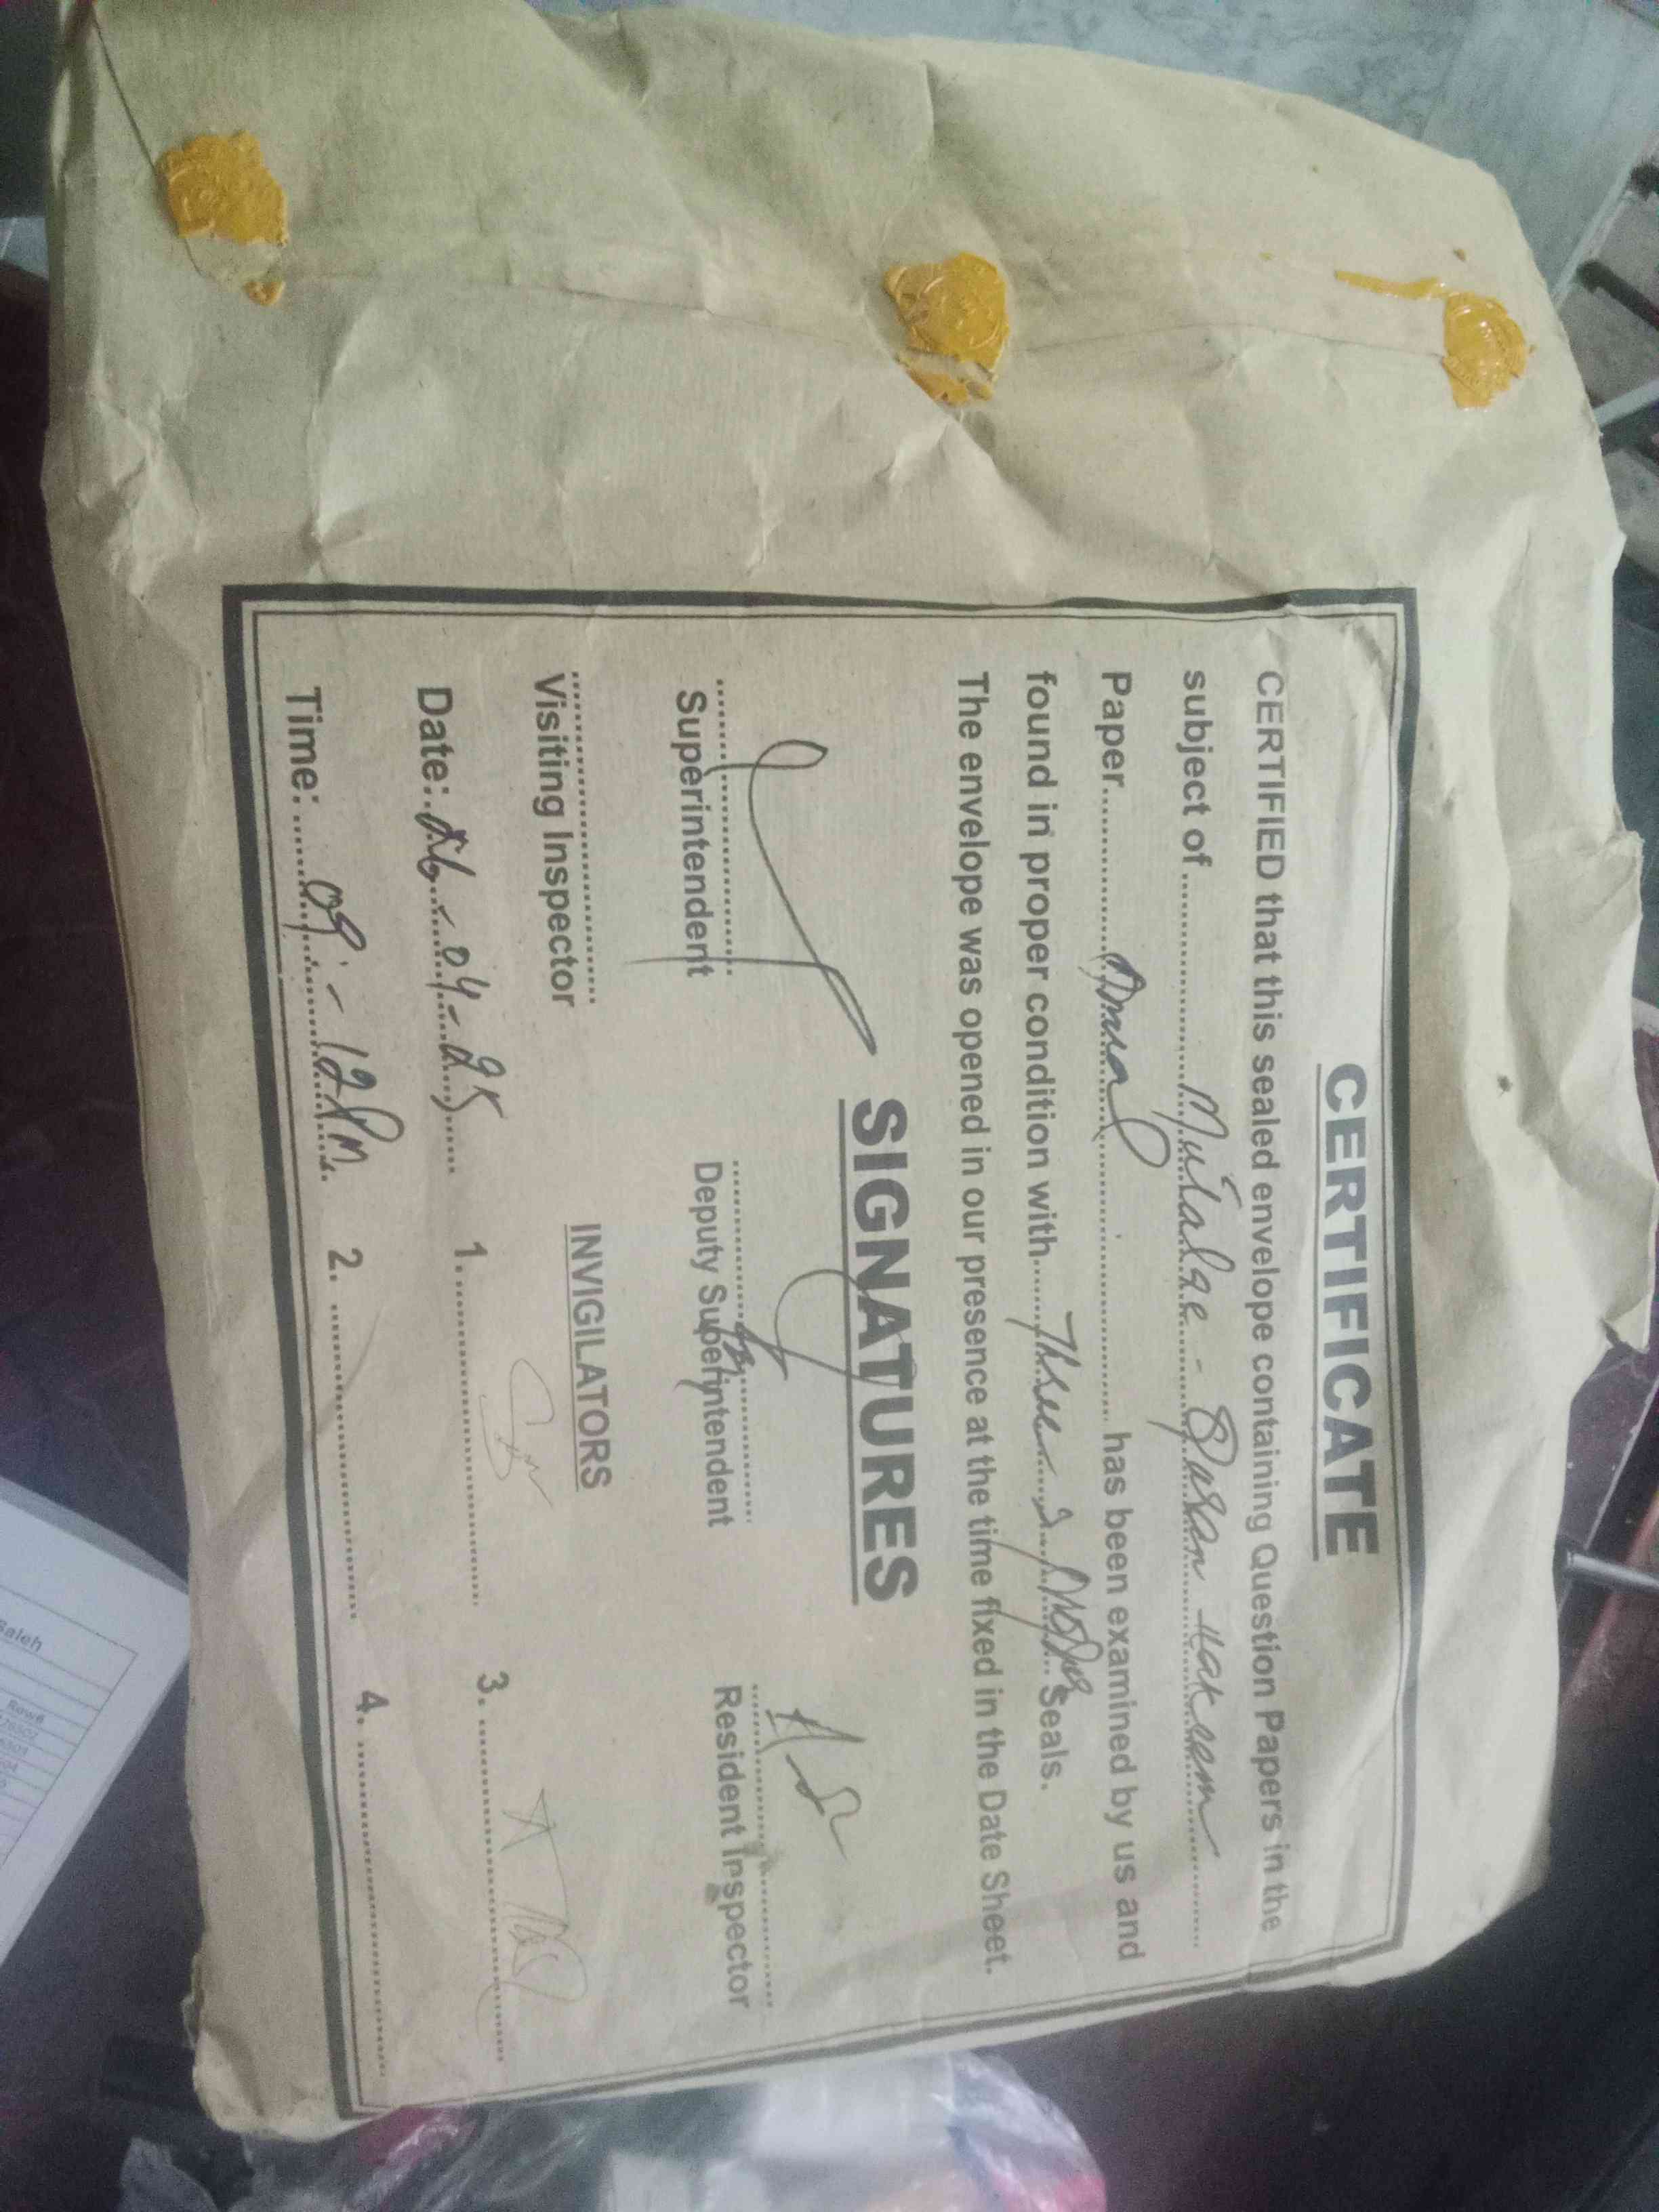 CERTIFICATE
CERTIFIED that this sealed envelope containing Question Papers in the
subject of Mutalae - Quran Hakeem
Paper has been examined by us and
found in proper condition with Three Seals.
The envelope was opened in our presence at the time fixed in the Date Sheet.
SIGNATURES
Superintendent Deputy Superintendent Resident Inspector
Visiting Inspector INVIGILATORS
Date: 26-04-25 1. 3.
Time: 09:-12PM. 2. 4.
saleh